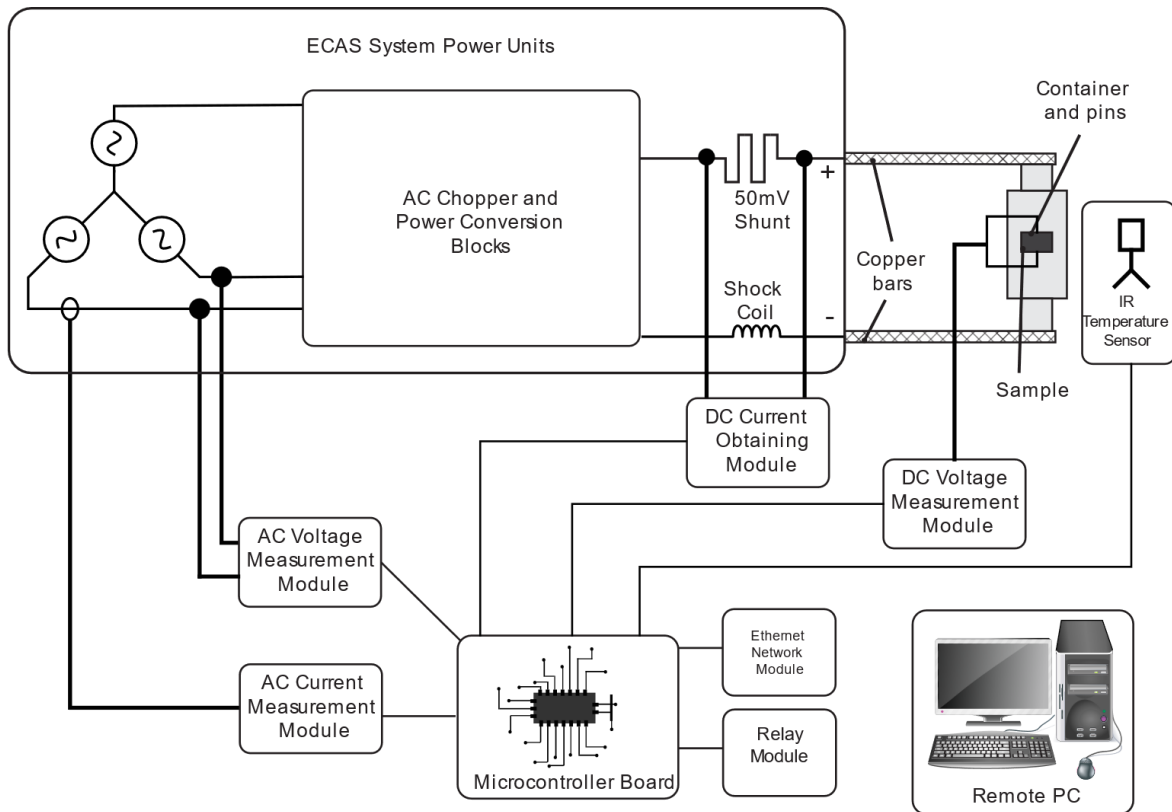 ECAS System Power Units
AC Chopper and
Power Conversion
Blocks
50mV
Shunt
+
Shock
Coil
-
Container
and pins
Copper
bars
Sample
IR
Temperature
Sensor
DC Current
Obtaining
Module
DC Voltage
Measurement
Module
AC Voltage
Measurement
Module
AC Current
Measurement
Module
Microcontroller Board
Ethernet
Network
Module
Relay
Module
Remote PC